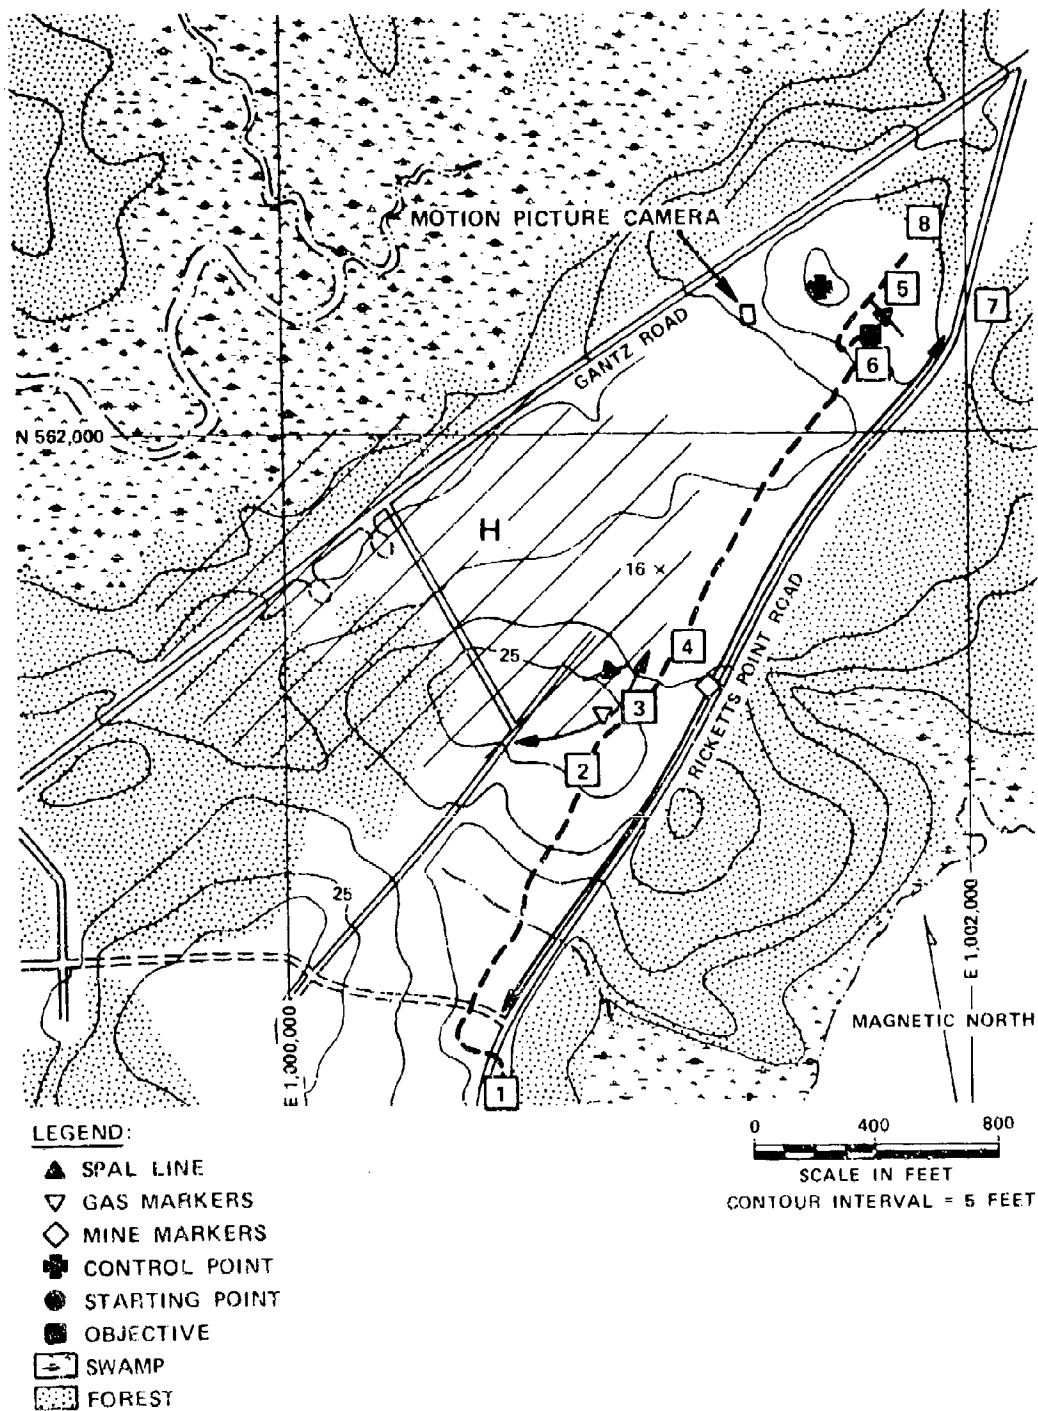 MOTION PICTURE CAMERA
8
5
7
GANTZ ROAD
6
N 562,000
H
16 ×
RICKETTS POINT ROAD
4
25
3
2
25
E 1,002,000
MAGNETIC NORTH
E 1,000,000
1
LEGEND:
SPAL LINE
GAS MARKERS
MINE MARKERS
CONTROL POINT
STARTING POINT
OBJECTIVE
SWAMP
FOREST
0 400 800
SCALE IN FEET
CONTOUR INTERVAL = 5 FEET